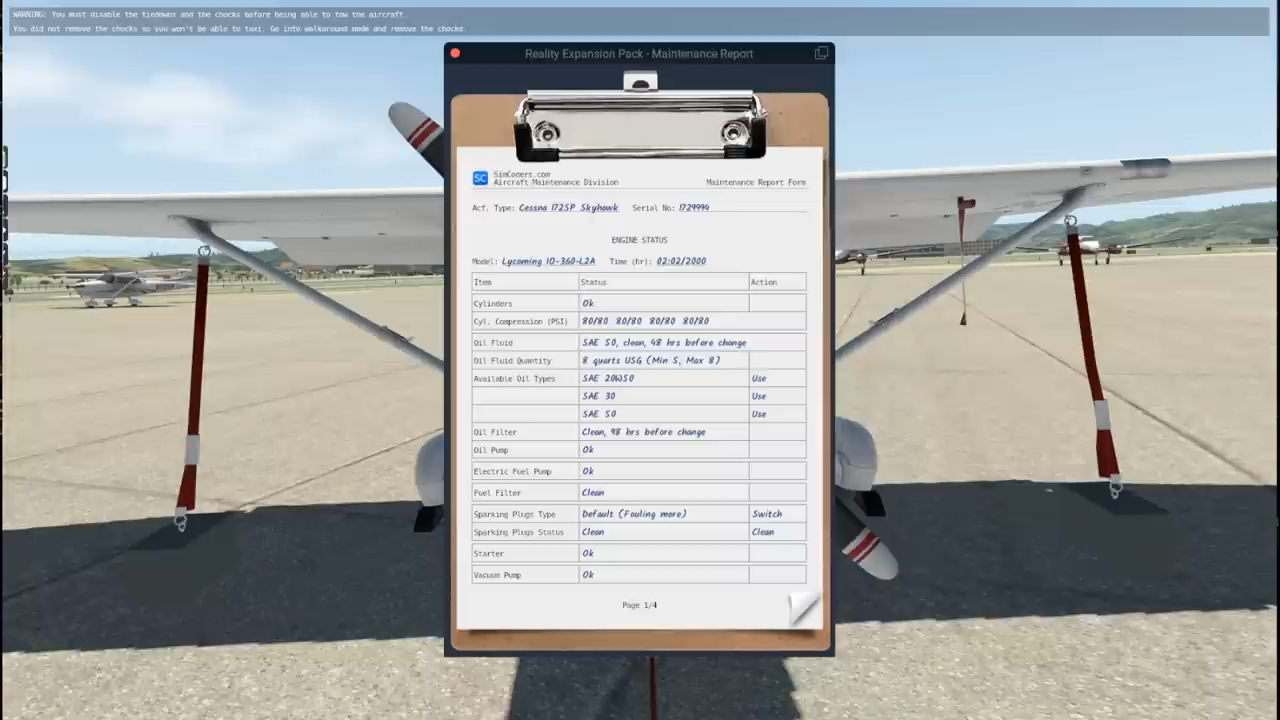 WARNING: You must disable the tiedowns and the chocks before being able to tow the aircraft.
You did not remove the chocks so you won't be able to taxi. Go into walkaround mode and remove the chocks.
Reality Expansion Pack - Maintenance Report
SC SimCoders.com
Aircraft Maintenance Division Maintenance Report Form
Acf. Type: Cessna 172SP Skyhawk Serial No: 1729994
ENGINE STATUS
Model: Lycoming IO-360-L2A Time (hr): 02:02/2000
Item Status Action
Cylinders Ok
Cyl. Compression (PSI) 80/80 80/80 80/80 80/80
Oil Fluid SAE 50, clean, 48 hrs before change
Oil Fluid Quantity 8 quarts USG (Min 5, Max 8)
Available Oil Types SAE 20W50 Use
SAE 30 Use
SAE 50 Use
Oil Filter Clean, 98 hrs before change
Oil Pump Ok
Electric Fuel Pump Ok
Fuel Filter Clean
Sparking Plugs Type Default (Fouling more) Switch
Sparking Plugs Status Clean Clean
Starter Ok
Vacuum Pump Ok
Page 1/4